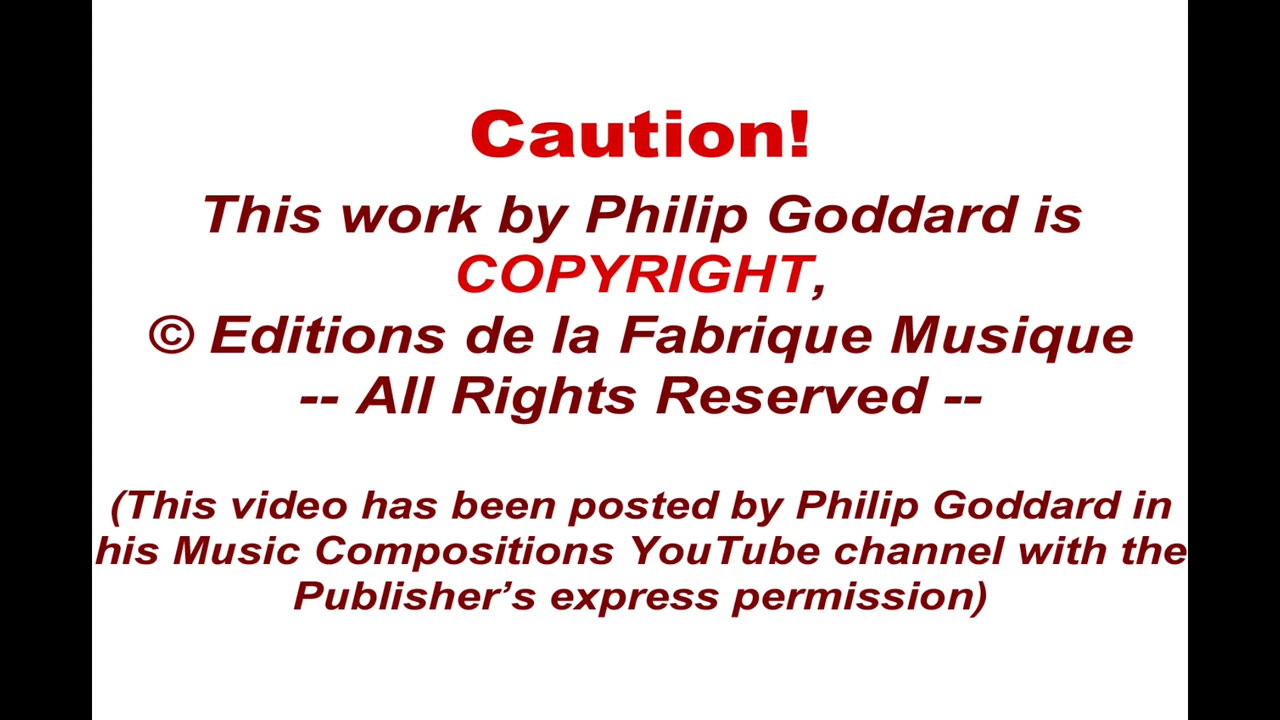 Caution!
This work by Philip Goddard is
COPYRIGHT,
© Editions de la Fabrique Musique
-- All Rights Reserved --
(This video has been posted by Philip Goddard in
his Music Compositions YouTube channel with the
Publisher’s express permission)